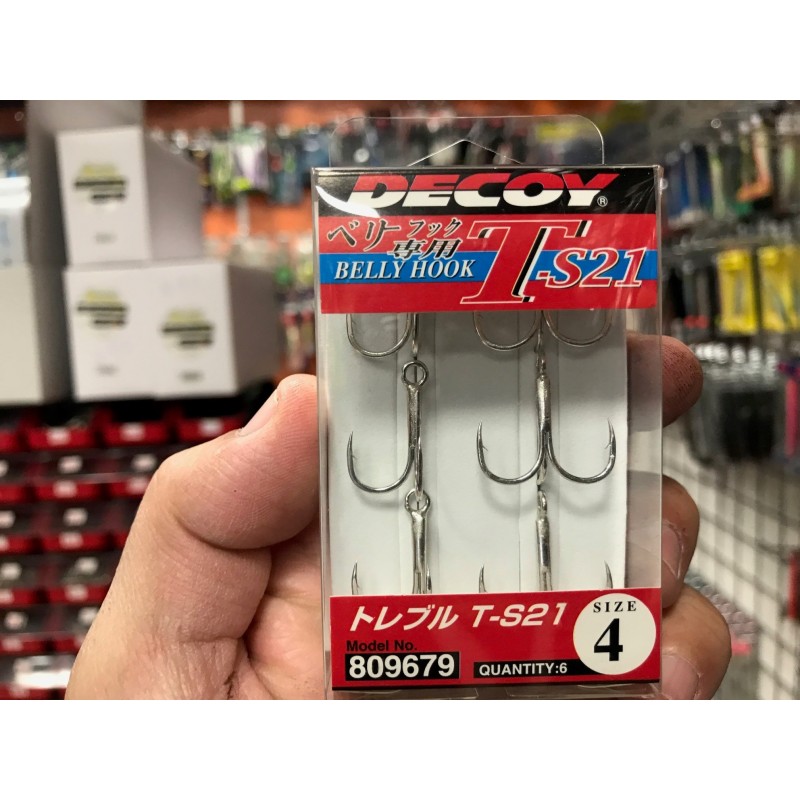 DECOY®
ベリーフック専用
BELLY HOOK
T-S21
トレブル T-S21
Model No.
809679
QUANTITY:6
SIZE
4